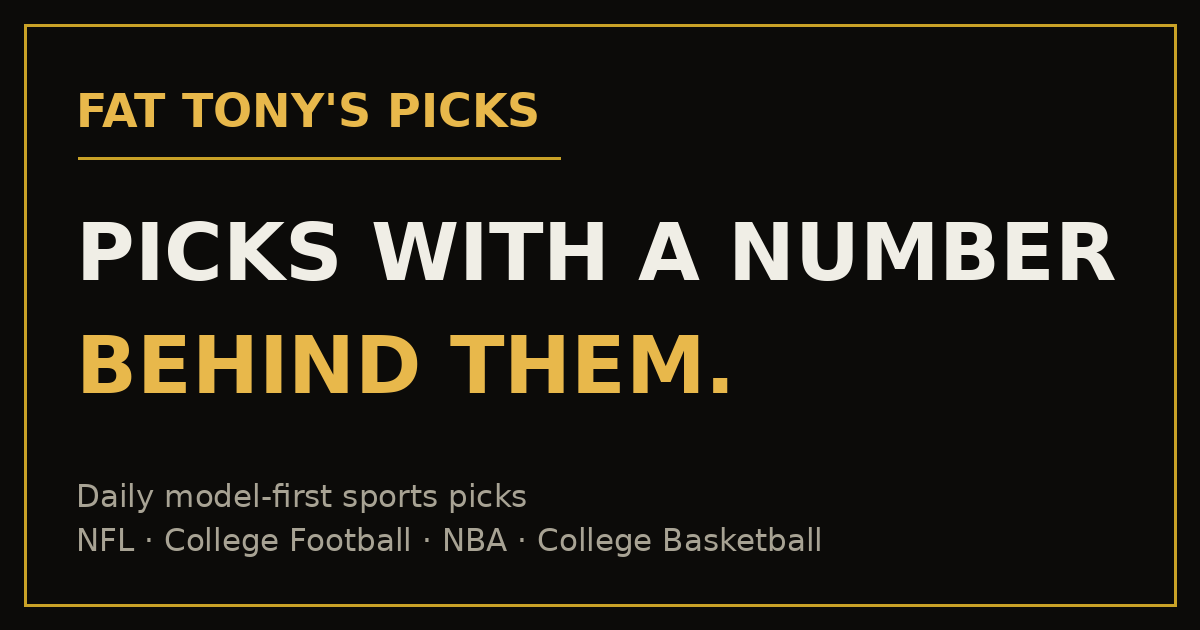 FAT TONY'S PICKS
PICKS WITH A NUMBER
BEHIND THEM.
Daily model-first sports picks
NFL · College Football · NBA · College Basketball